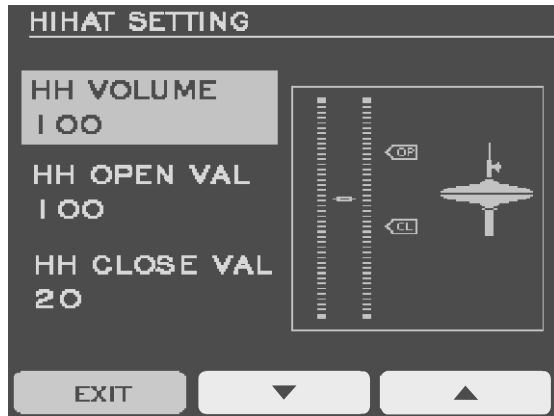 HIHAT SETTING
HH VOLUME
100
HH OPEN VAL
100
HH CLOSE VAL
20
OP
CL
EXIT